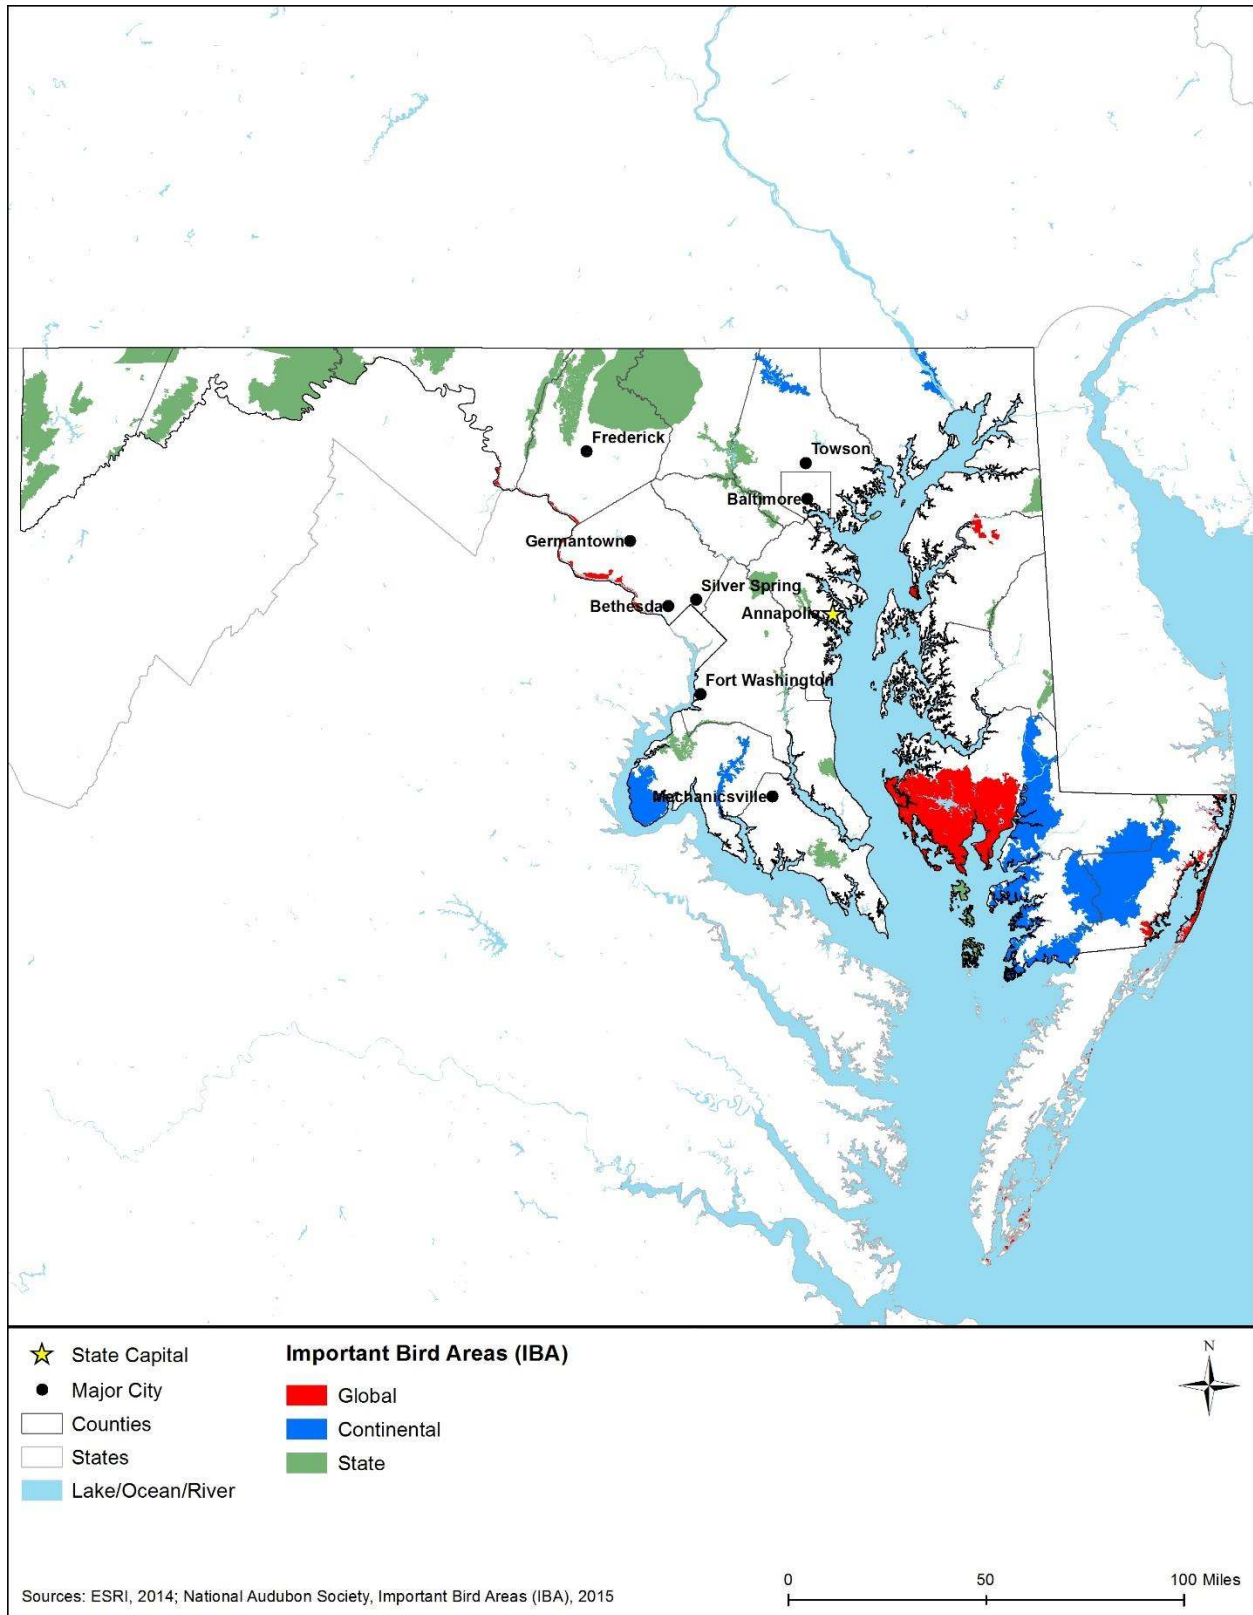 Frederick
Towson
Baltimore
Germantown
Silver Spring
Bethesda
Annapolis
Fort Washington
Mechanicsville
N
State Capital
Major City
Counties
States
Lake/Ocean/River
Important Bird Areas (IBA)
Global
Continental
State
Sources: ESRI, 2014; National Audubon Society, Important Bird Areas (IBA), 2015
0 50 100 Miles